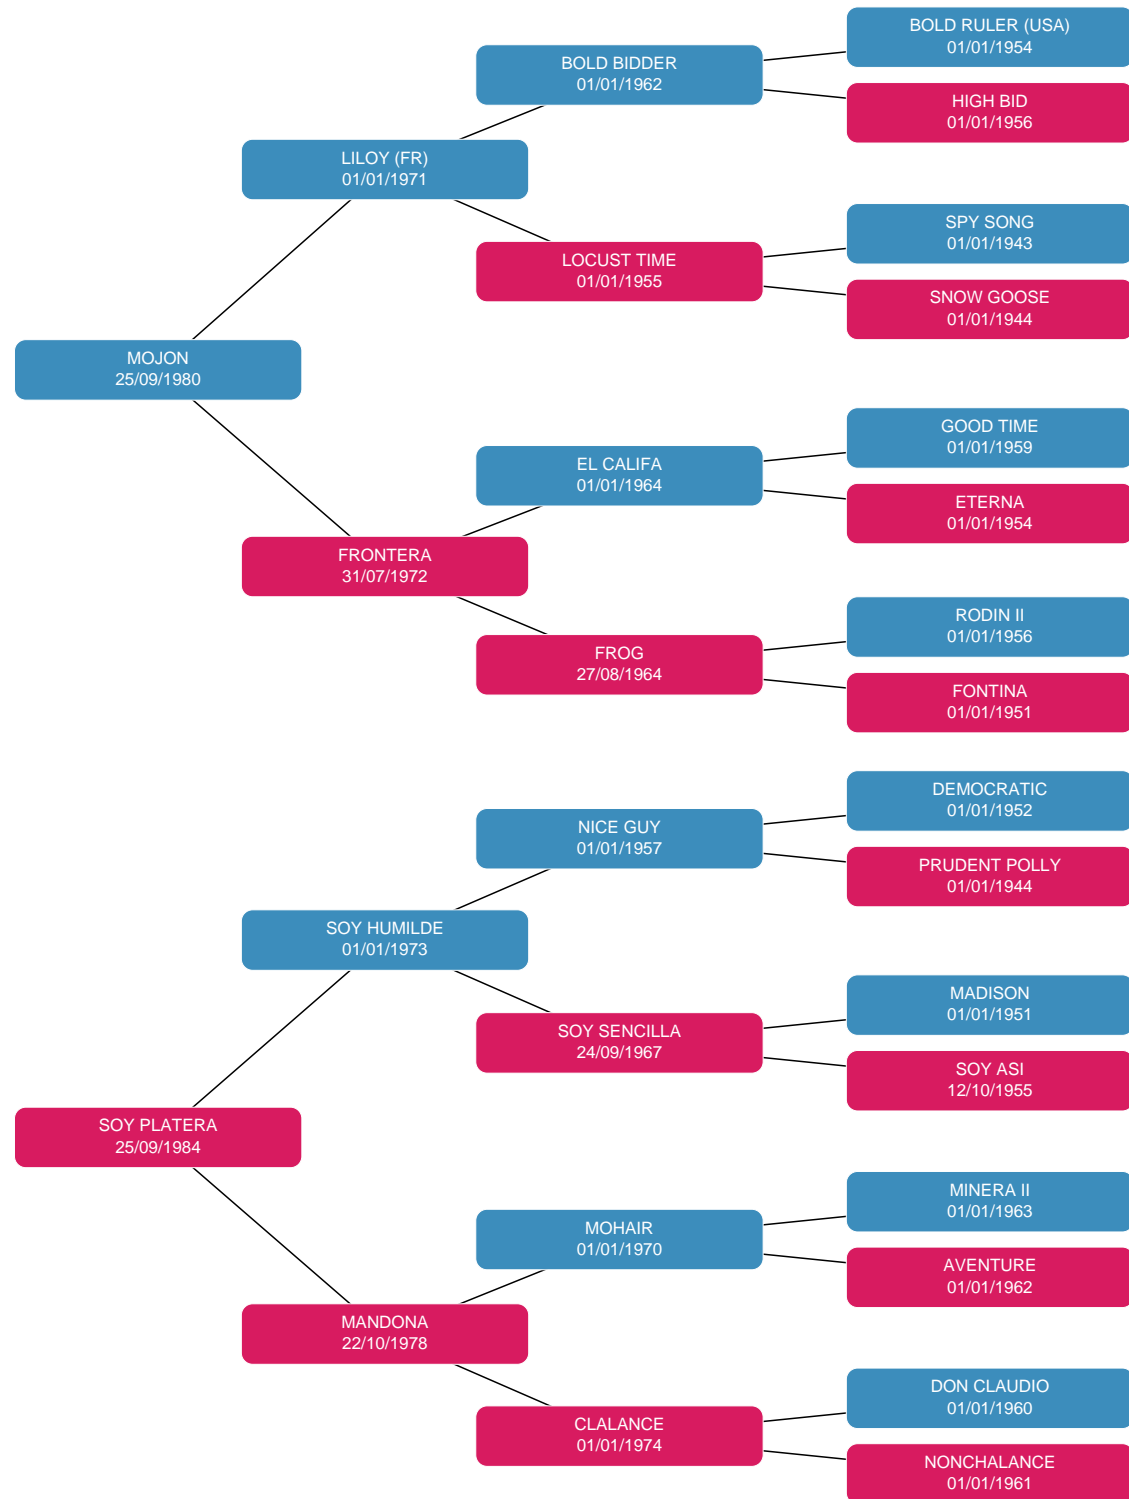 BOLD RULER (USA)
01/01/1954
BOLD BIDDER
01/01/1962
HIGH BID
01/01/1956
LILOY (FR)
01/01/1971
SPY SONG
01/01/1943
LOCUST TIME
01/01/1955
SNOW GOOSE
01/01/1944
MOJON
25/09/1980
GOOD TIME
01/01/1959
EL CALIFA
01/01/1964
ETERNA
01/01/1954
FRONTERA
31/07/1972
RODIN II
01/01/1956
FROG
27/08/1964
FONTINA
01/01/1951
DEMOCRATIC
01/01/1952
NICE GUY
01/01/1957
PRUDENT POLLY
01/01/1944
SOY HUMILDE
01/01/1973
MADISON
01/01/1951
SOY SENCILLA
24/09/1967
SOY ASI
12/10/1955
SOY PLATERA
25/09/1984
MINERA II
01/01/1963
MOHAIR
01/01/1970
AVENTURE
01/01/1962
MANDONA
22/10/1978
DON CLAUDIO
01/01/1960
CLALANCE
01/01/1974
NONCHALANCE
01/01/1961